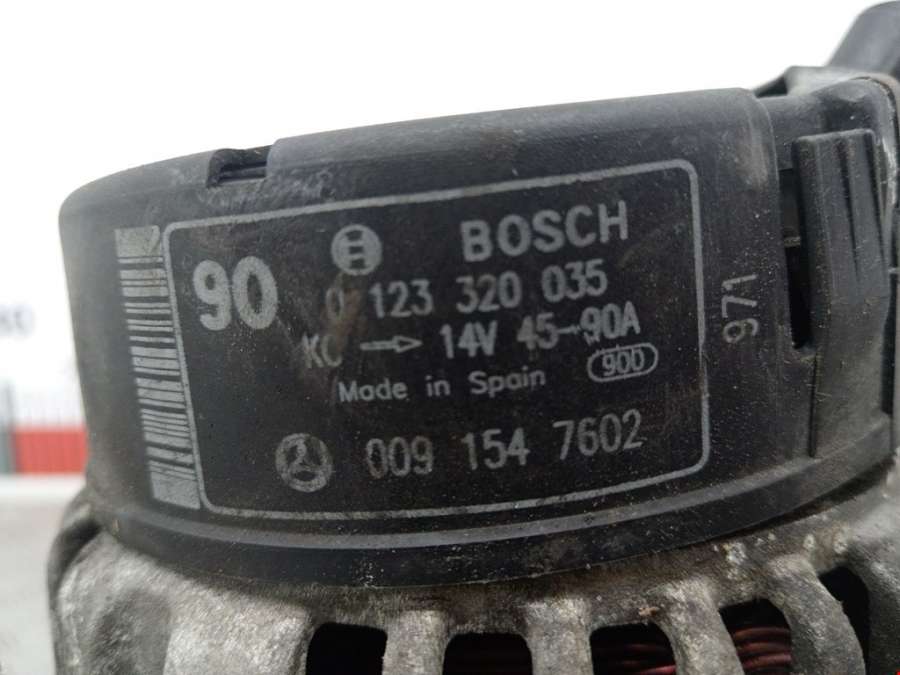 BOSCH
90
0 123 320 035
KC → 14V 45-90A
Made in Spain
900
009 154 7602
971